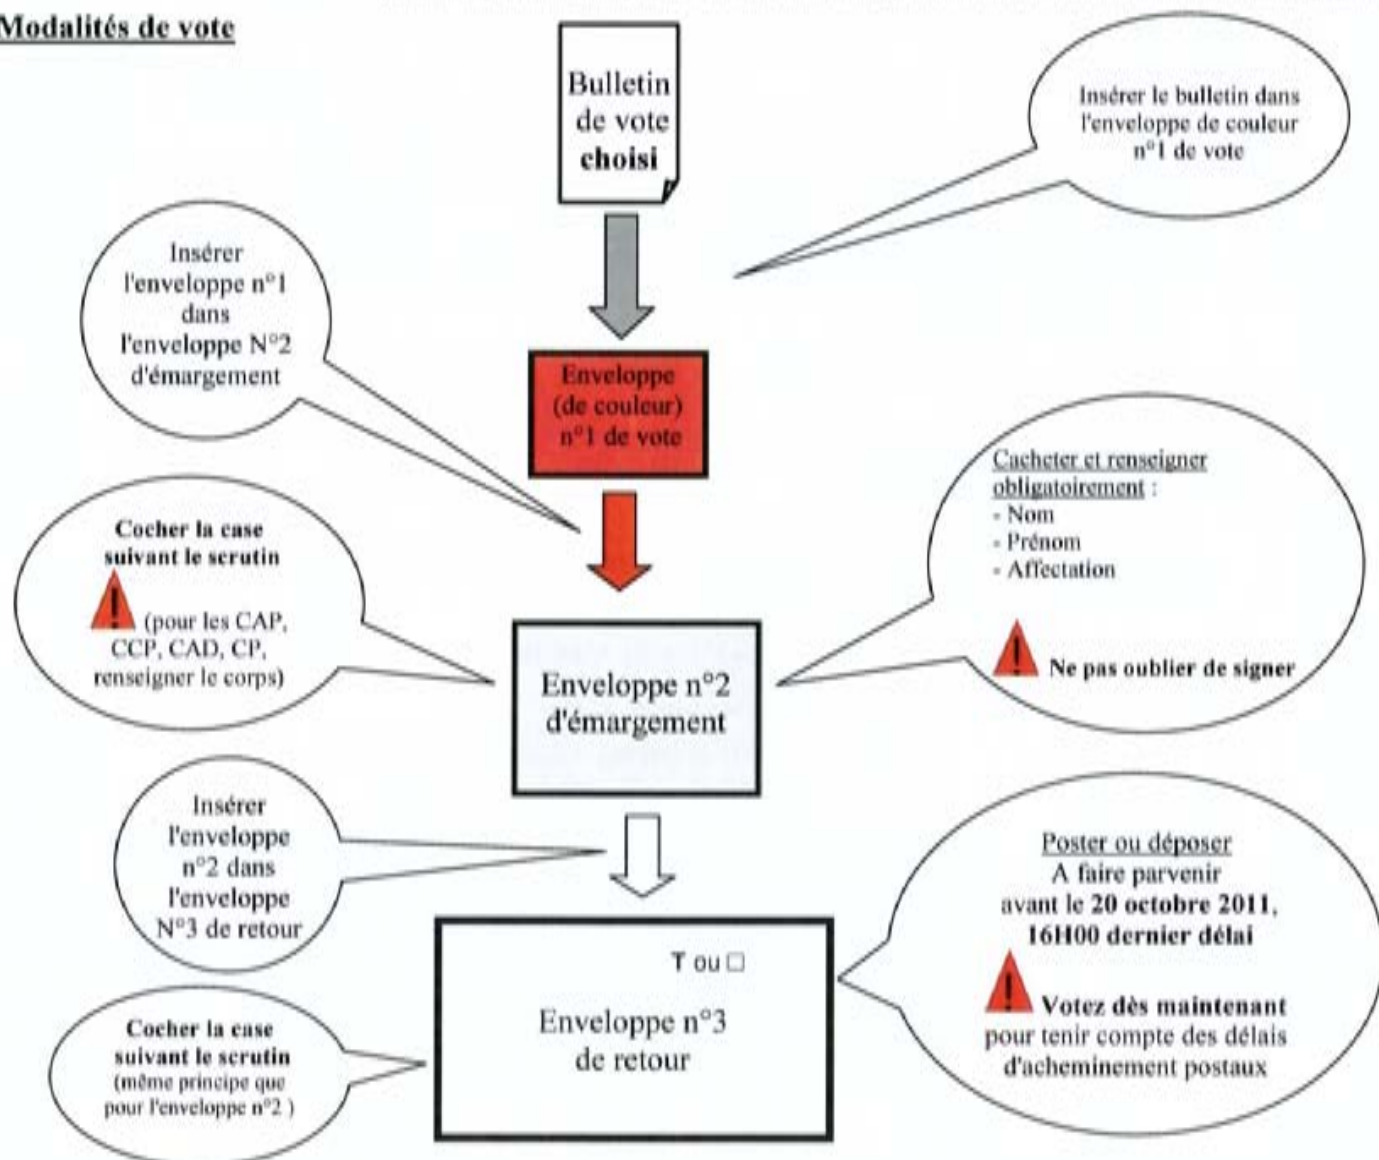 Modalités de vote
Bulletin
de vote
choisi
Insérer le bulletin dans
l'enveloppe de couleur
n°1 de vote
Insérer
l'enveloppe n°1
dans
l'enveloppe N°2
d'émargement
Enveloppe
(de couleur)
n°1 de vote
Cocher la case
suivant le scrutin
(pour les CAP,
CCP, CAD, CP,
renseigner le corps)
Cacheter et renseigner
obligatoirement :
- Nom
- Prénom
- Affectation
Ne pas oublier de signer
Enveloppe n°2
d'émargement
Insérer
l'enveloppe
n°2 dans
l'enveloppe
N°3 de retour
Poster ou déposer
A faire parvenir
avant le 20 octobre 2011,
16H00 dernier délai
Votez dès maintenant
pour tenir compte des délais
d'acheminement postaux
T ou □
Enveloppe n°3
de retour
Cocher la case
suivant le scrutin
(même principe que
pour l'enveloppe n°2 )